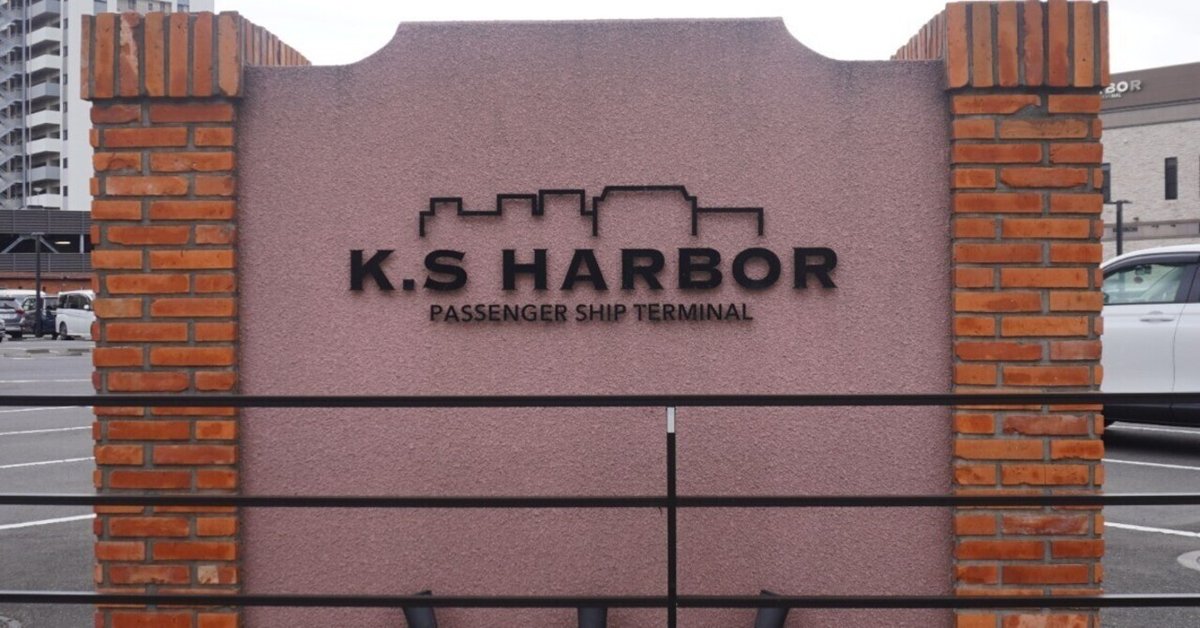 K.S HARBOR
PASSENGER SHIP TERMINAL